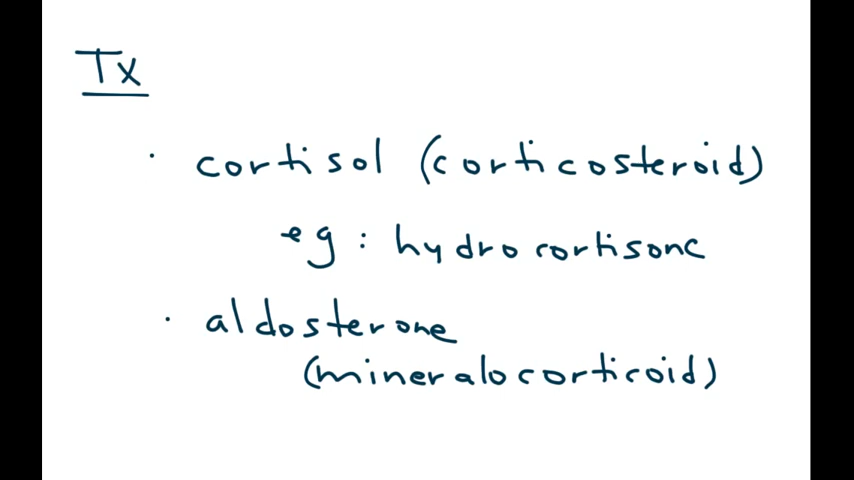 Tx
· cortisol (corticosteroid)
eg : hydrocortisone
· aldosterone
(mineralocorticoid)